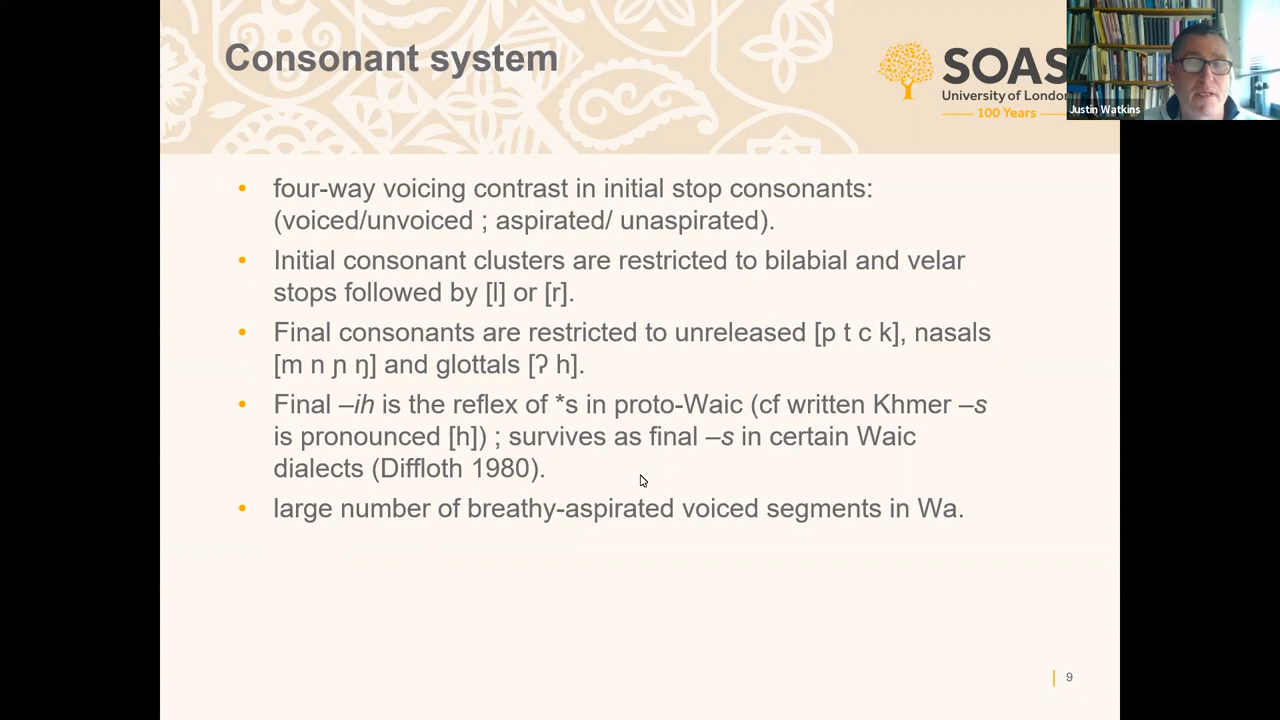 Consonant system
SOAS
University of London
100 Years
Justin Watkins
• four-way voicing contrast in initial stop consonants:
(voiced/unvoiced ; aspirated/ unaspirated).
• Initial consonant clusters are restricted to bilabial and velar
stops followed by [l] or [r].
• Final consonants are restricted to unreleased [p t c k], nasals
[m n ɲ ŋ] and glottals [ʔ h].
• Final –ih is the reflex of *s in proto-Waic (cf written Khmer –s
is pronounced [h]) ; survives as final –s in certain Waic
dialects (Diffloth 1980).
• large number of breathy-aspirated voiced segments in Wa.
9